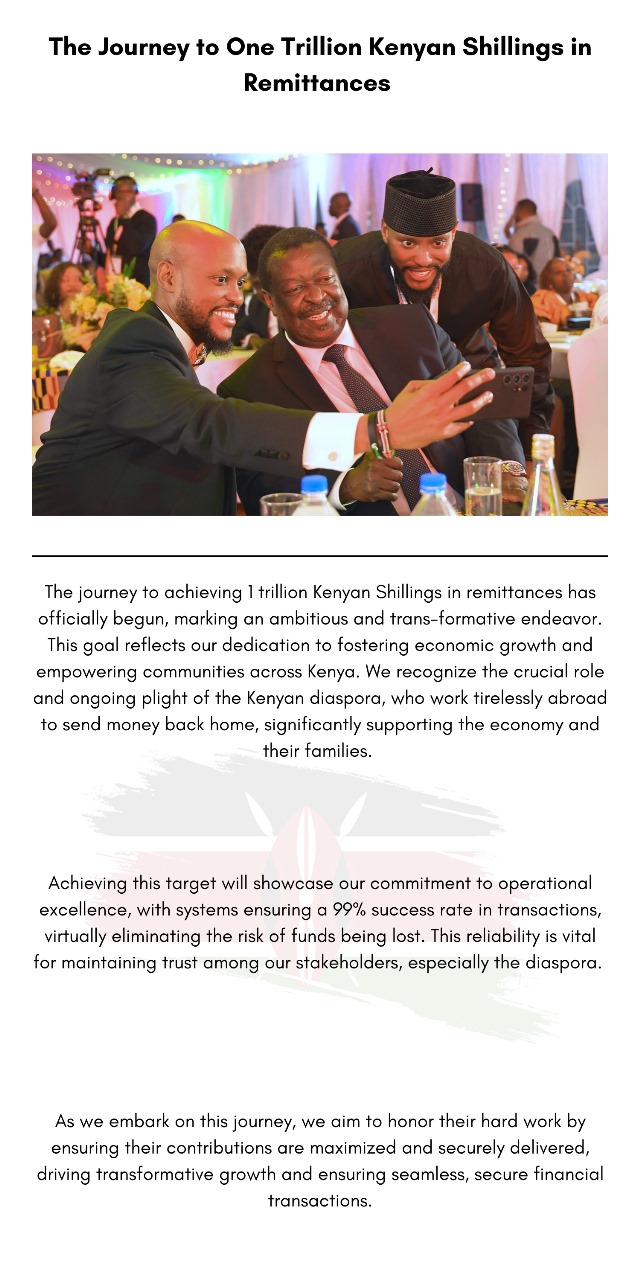 The Journey to One Trillion Kenyan Shillings in
Remittances
The journey to achieving 1 trillion Kenyan Shillings in remittances has
officially begun, marking an ambitious and trans-formative endeavor.
This goal reflects our dedication to fostering economic growth and
empowering communities across Kenya. We recognize the crucial role
and ongoing plight of the Kenyan diaspora, who work tirelessly abroad
to send money back home, significantly supporting the economy and
their families.
Achieving this target will showcase our commitment to operational
excellence, with systems ensuring a 99% success rate in transactions,
virtually eliminating the risk of funds being lost. This reliability is vital
for maintaining trust among our stakeholders, especially the diaspora.
As we embark on this journey, we aim to honor their hard work by
ensuring their contributions are maximized and securely delivered,
driving transformative growth and ensuring seamless, secure financial
transactions.